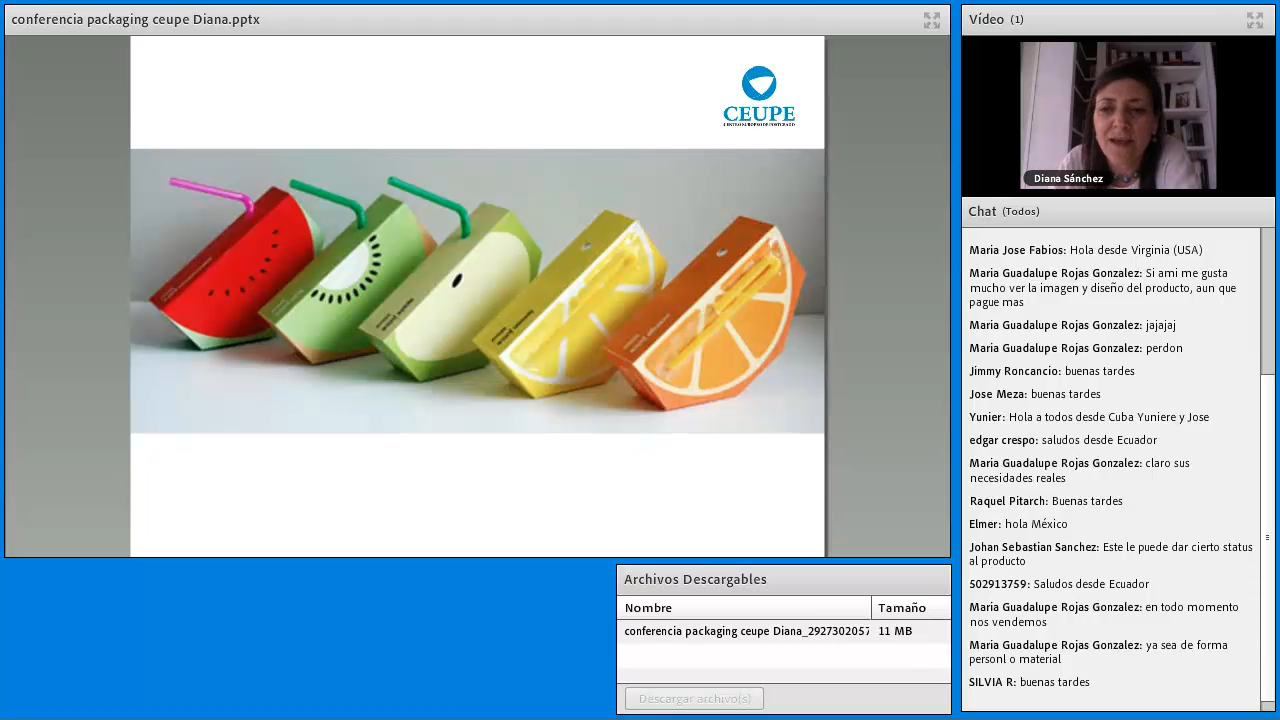 conferencia packaging ceupe Diana.pptx
CEUPE
CENTRO EUROPEO DE POSTGRADO
Vídeo (1)
Diana Sánchez
Chat (Todos)
Maria Jose Fabios: Hola desde Virginia (USA)
Maria Guadalupe Rojas Gonzalez: Si ami me gusta
mucho ver la imagen y diseño del producto, aun que
pague mas
Maria Guadalupe Rojas Gonzalez: jajajaj
Maria Guadalupe Rojas Gonzalez: perdon
Jimmy Roncancio: buenas tardes
Jose Meza: buenas tardes
Yunier: Hola a todos desde Cuba Yuniere y Jose
edgar crespo: saludos desde Ecuador
Maria Guadalupe Rojas Gonzalez: claro sus
necesidades reales
Raquel Pitarch: Buenas tardes
Elmer: hola México
Johan Sebastian Sanchez: Este le puede dar cierto status
al producto
502913759: Saludos desde Ecuador
Maria Guadalupe Rojas Gonzalez: en todo momento
nos vendemos
Maria Guadalupe Rojas Gonzalez: ya sea de forma
personl o material
SILVIA R: buenas tardes
Archivos Descargables
Nombre
Tamaño
conferencia packaging ceupe Diana_2927302057
11 MB
Descargar archivo(s)